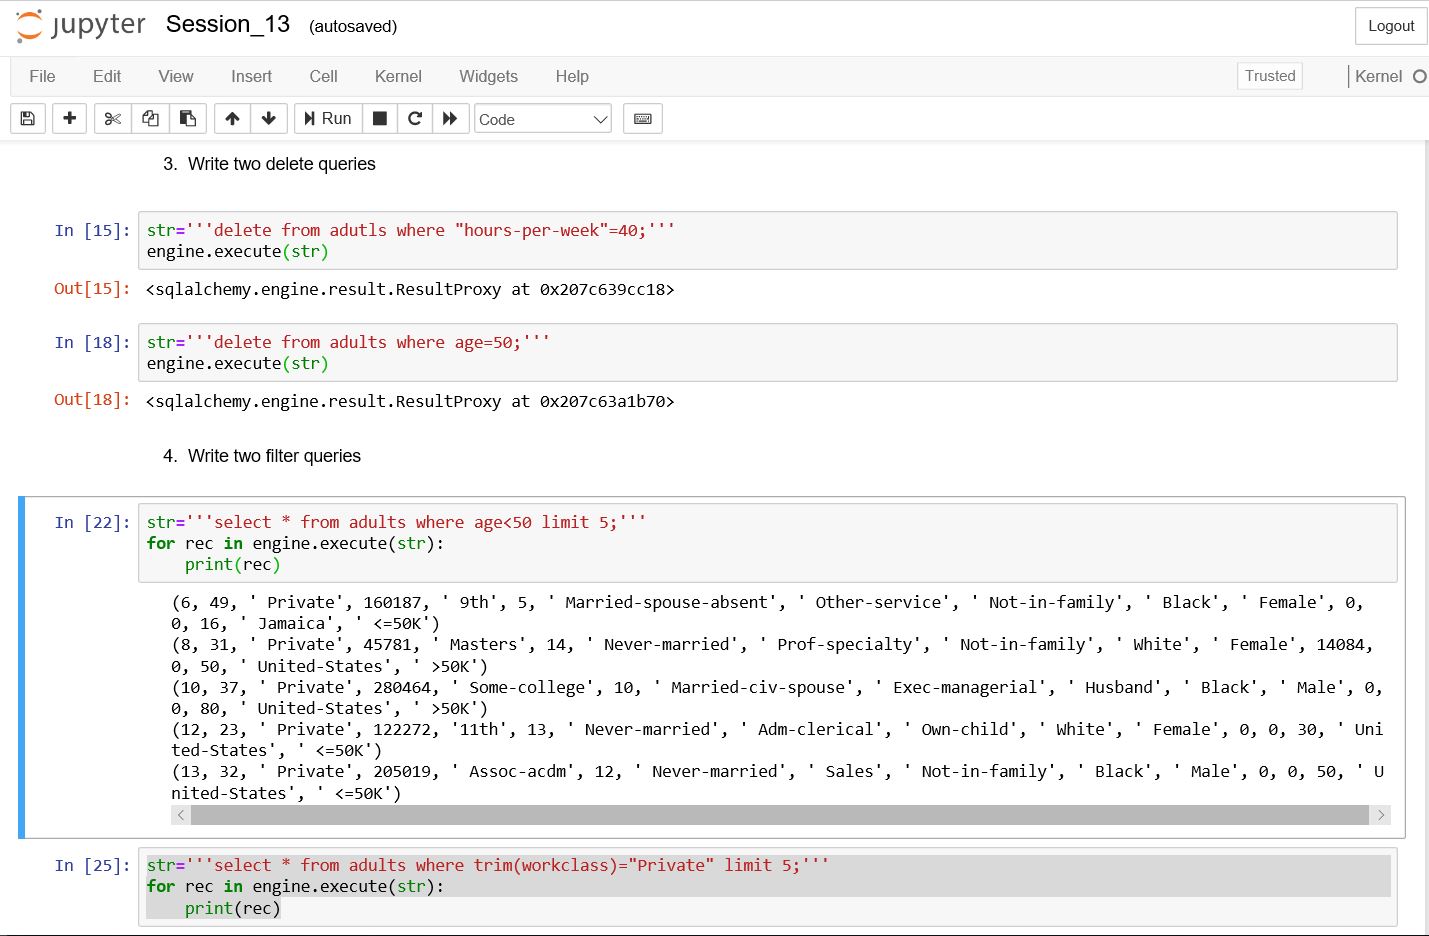 jupyter Session_13 (autosaved) Logout
File Edit View Insert Cell Kernel Widgets Help Trusted Kernel
Run Code
3. Write two delete queries
In [15]: str='''delete from adutls where "hours-per-week"=40;'''
engine.execute(str)
Out[15]: <sqlalchemy.engine.result.ResultProxy at 0x207c639cc18>
In [18]: str='''delete from adults where age=50;'''
engine.execute(str)
Out[18]: <sqlalchemy.engine.result.ResultProxy at 0x207c63a1b70>
4. Write two filter queries
In [22]: str='''select * from adults where age<50 limit 5;'''
for rec in engine.execute(str):
    print(rec)
(6, 49, ' Private', 160187, ' 9th', 5, ' Married-spouse-absent', ' Other-service', ' Not-in-family', ' Black', ' Female', 0,
0, 16, ' Jamaica', ' <=50K')
(8, 31, ' Private', 45781, ' Masters', 14, ' Never-married', ' Prof-specialty', ' Not-in-family', ' White', ' Female', 14084,
0, 50, ' United-States', ' >50K')
(10, 37, ' Private', 280464, ' Some-college', 10, ' Married-civ-spouse', ' Exec-managerial', ' Husband', ' Black', ' Male', 0,
0, 80, ' United-States', ' >50K')
(12, 23, ' Private', 122272, '11th', 13, ' Never-married', ' Adm-clerical', ' Own-child', ' White', ' Female', 0, 0, 30, ' Uni
ted-States', ' <=50K')
(13, 32, ' Private', 205019, ' Assoc-acdm', 12, ' Never-married', ' Sales', ' Not-in-family', ' Black', ' Male', 0, 0, 50, ' U
nited-States', ' <=50K')
In [25]: str='''select * from adults where trim(workclass)="Private" limit 5;'''
for rec in engine.execute(str):
    print(rec)